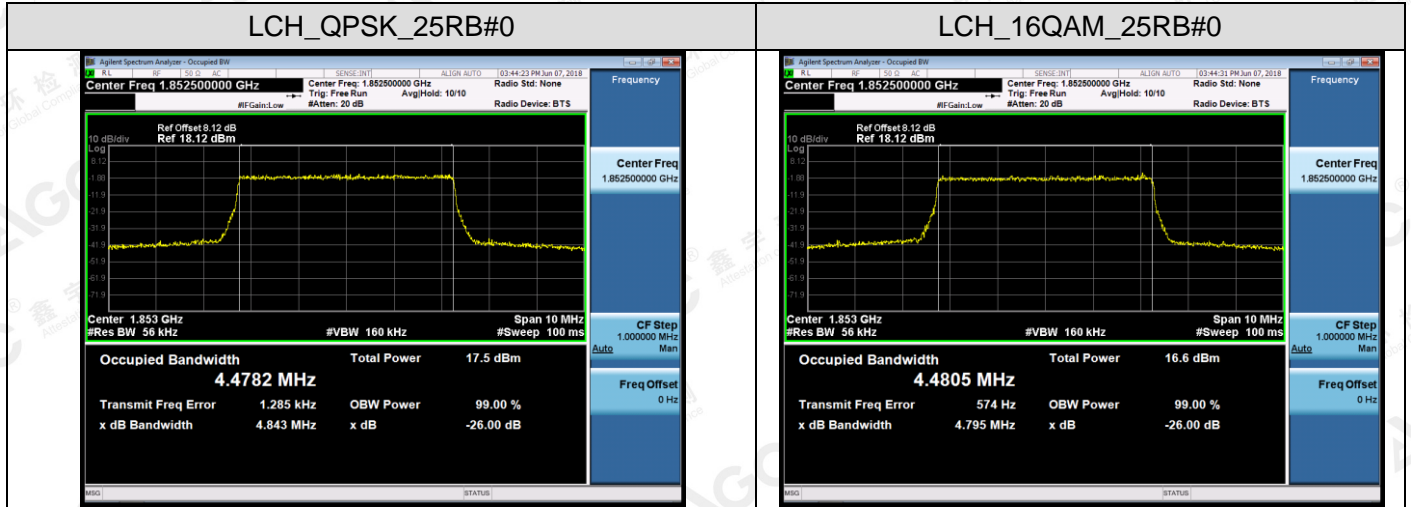 LCH_QPSK_25RB#0
LCH_16QAM_25RB#0
Agilent Spectrum Analyzer - Occupied BW
RL RF 50 Ω AC SENSE:INT ALIGN AUTO 03:44:23 PM Jun 07, 2018
Center Freq 1.852500000 GHz
Center Freq: 1.852500000 GHz
Radio Std: None
Trig: Free Run Avg|Hold: 10/10
#IFGain:Low
#Atten: 20 dB
Radio Device: BTS
Ref Offset 8.12 dB
10 dB/div Ref 18.12 dBm
Log
8.12
-1.88
-11.9
-21.9
-31.9
-41.9
-51.9
-61.9
-71.9
Center 1.853 GHz Span 10 MHz
#Res BW 56 kHz #VBW 160 kHz #Sweep 100 ms
Occupied Bandwidth Total Power 17.5 dBm
4.4782 MHz
Transmit Freq Error 1.285 kHz OBW Power 99.00 %
x dB Bandwidth 4.843 MHz x dB -26.00 dB
MSG STATUS
Frequency
Center Freq
1.852500000 GHz
CF Step
1.000000 MHz
Auto Man
Freq Offset
0 Hz
Agilent Spectrum Analyzer - Occupied BW
RL RF 50 Ω AC SENSE:INT ALIGN AUTO 03:44:31 PM Jun 07, 2018
Center Freq 1.852500000 GHz
Center Freq: 1.852500000 GHz
Radio Std: None
Trig: Free Run Avg|Hold: 10/10
#IFGain:Low
#Atten: 20 dB
Radio Device: BTS
Ref Offset 8.12 dB
10 dB/div Ref 18.12 dBm
Log
8.12
-1.88
-11.9
-21.9
-31.9
-41.9
-51.9
-61.9
-71.9
Center 1.853 GHz Span 10 MHz
#Res BW 56 kHz #VBW 160 kHz #Sweep 100 ms
Occupied Bandwidth Total Power 16.6 dBm
4.4805 MHz
Transmit Freq Error 574 Hz OBW Power 99.00 %
x dB Bandwidth 4.795 MHz x dB -26.00 dB
MSG STATUS
Frequency
Center Freq
1.852500000 GHz
CF Step
1.000000 MHz
Auto Man
Freq Offset
0 Hz